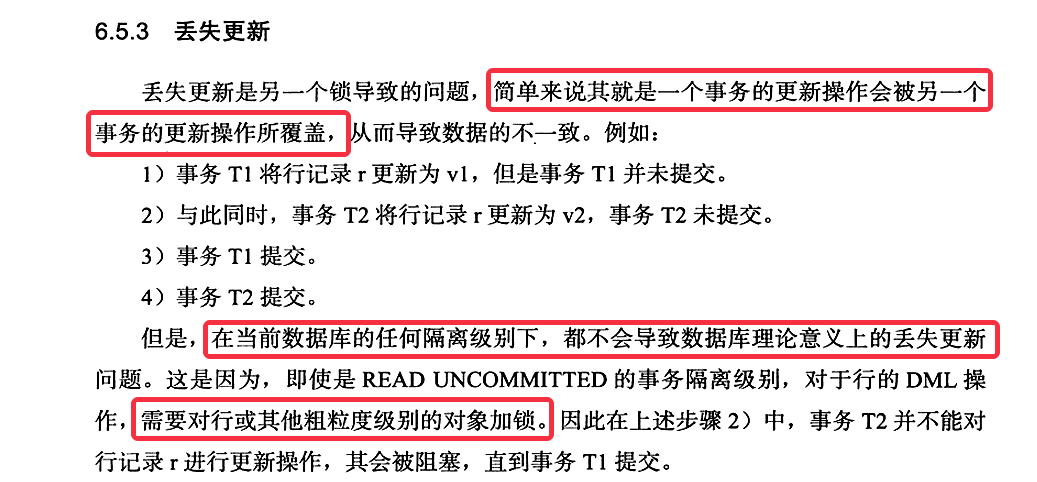 6.5.3 丢失更新
丢失更新是另一个锁导致的问题，简单来说其就是一个事务的更新操作会被另一个
事务的更新操作所覆盖，从而导致数据的不一致。例如：
1）事务 T1 将行记录 r 更新为 v1，但是事务 T1 并未提交。
2）与此同时，事务 T2 将行记录 r 更新为 v2，事务 T2 未提交。
3）事务 T1 提交。
4）事务 T2 提交。
但是，在当前数据库的任何隔离级别下，都不会导致数据库理论意义上的丢失更新
问题。这是因为，即使是 READ UNCOMMITTED 的事务隔离级别，对于行的 DML 操
作，需要对行或其他粗粒度级别的对象加锁。因此在上述步骤 2）中，事务 T2 并不能对
行记录 r 进行更新操作，其会被阻塞，直到事务 T1 提交。